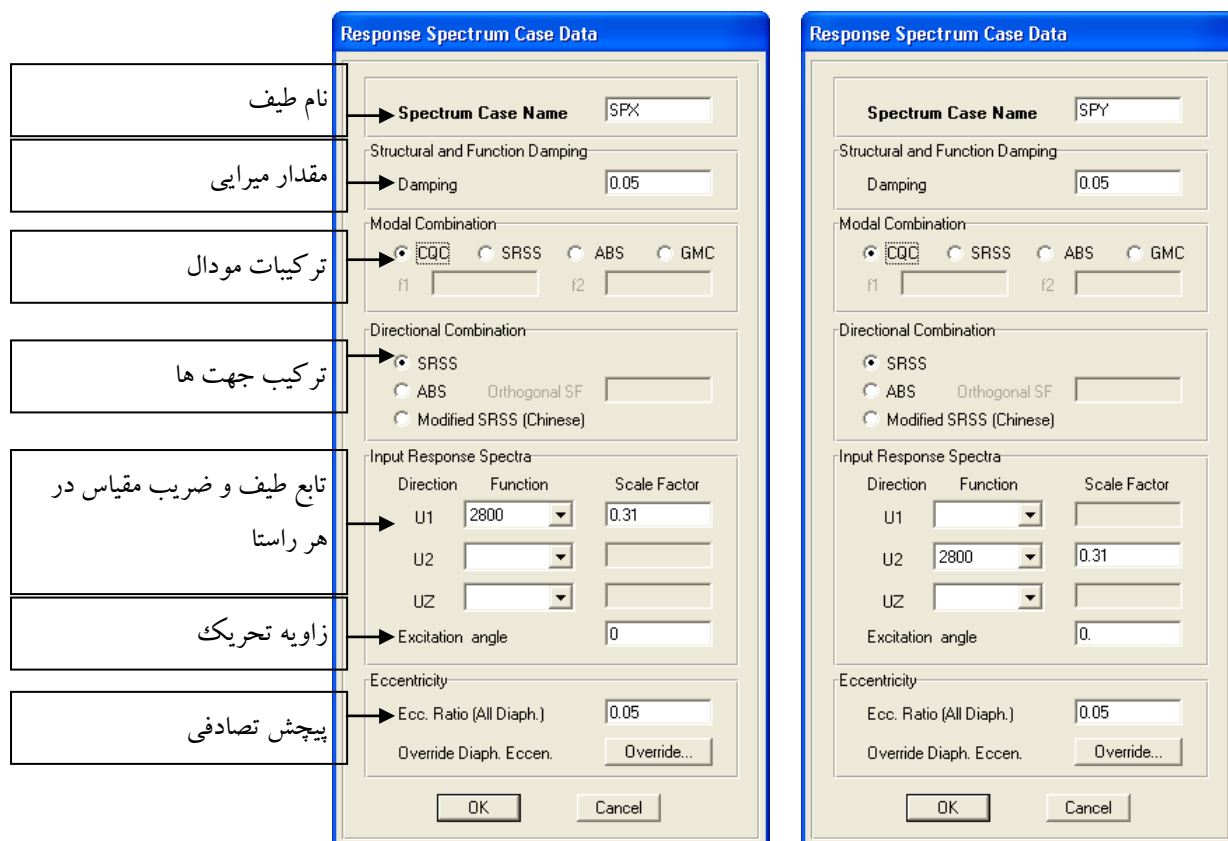 نام طیف
مقدار میرایی
ترکیبات مودال
ترکیب جهت ها
تابع طیف و ضریب مقیاس در
هر راستا
زاویه تحریک
پیچش تصادفی
Response Spectrum Case Data
Spectrum Case Name SPX
Structural and Function Damping
Damping 0.05
Modal Combination
CQC SRSS ABS GMC
f1 f2
Directional Combination
SRSS
ABS Orthogonal SF
Modified SRSS (Chinese)
Input Response Spectra
Direction Function Scale Factor
U1 2800 0.31
U2
UZ
Excitation angle 0
Eccentricity
Ecc. Ratio (All Diaph.) 0.05
Override Diaph. Eccen. Override...
OK Cancel
Response Spectrum Case Data
Spectrum Case Name SPY
Structural and Function Damping
Damping 0.05
Modal Combination
CQC SRSS ABS GMC
f1 f2
Directional Combination
SRSS
ABS Orthogonal SF
Modified SRSS (Chinese)
Input Response Spectra
Direction Function Scale Factor
U1
U2 2800 0.31
UZ
Excitation angle 0.
Eccentricity
Ecc. Ratio (All Diaph.) 0.05
Override Diaph. Eccen. Override...
OK Cancel